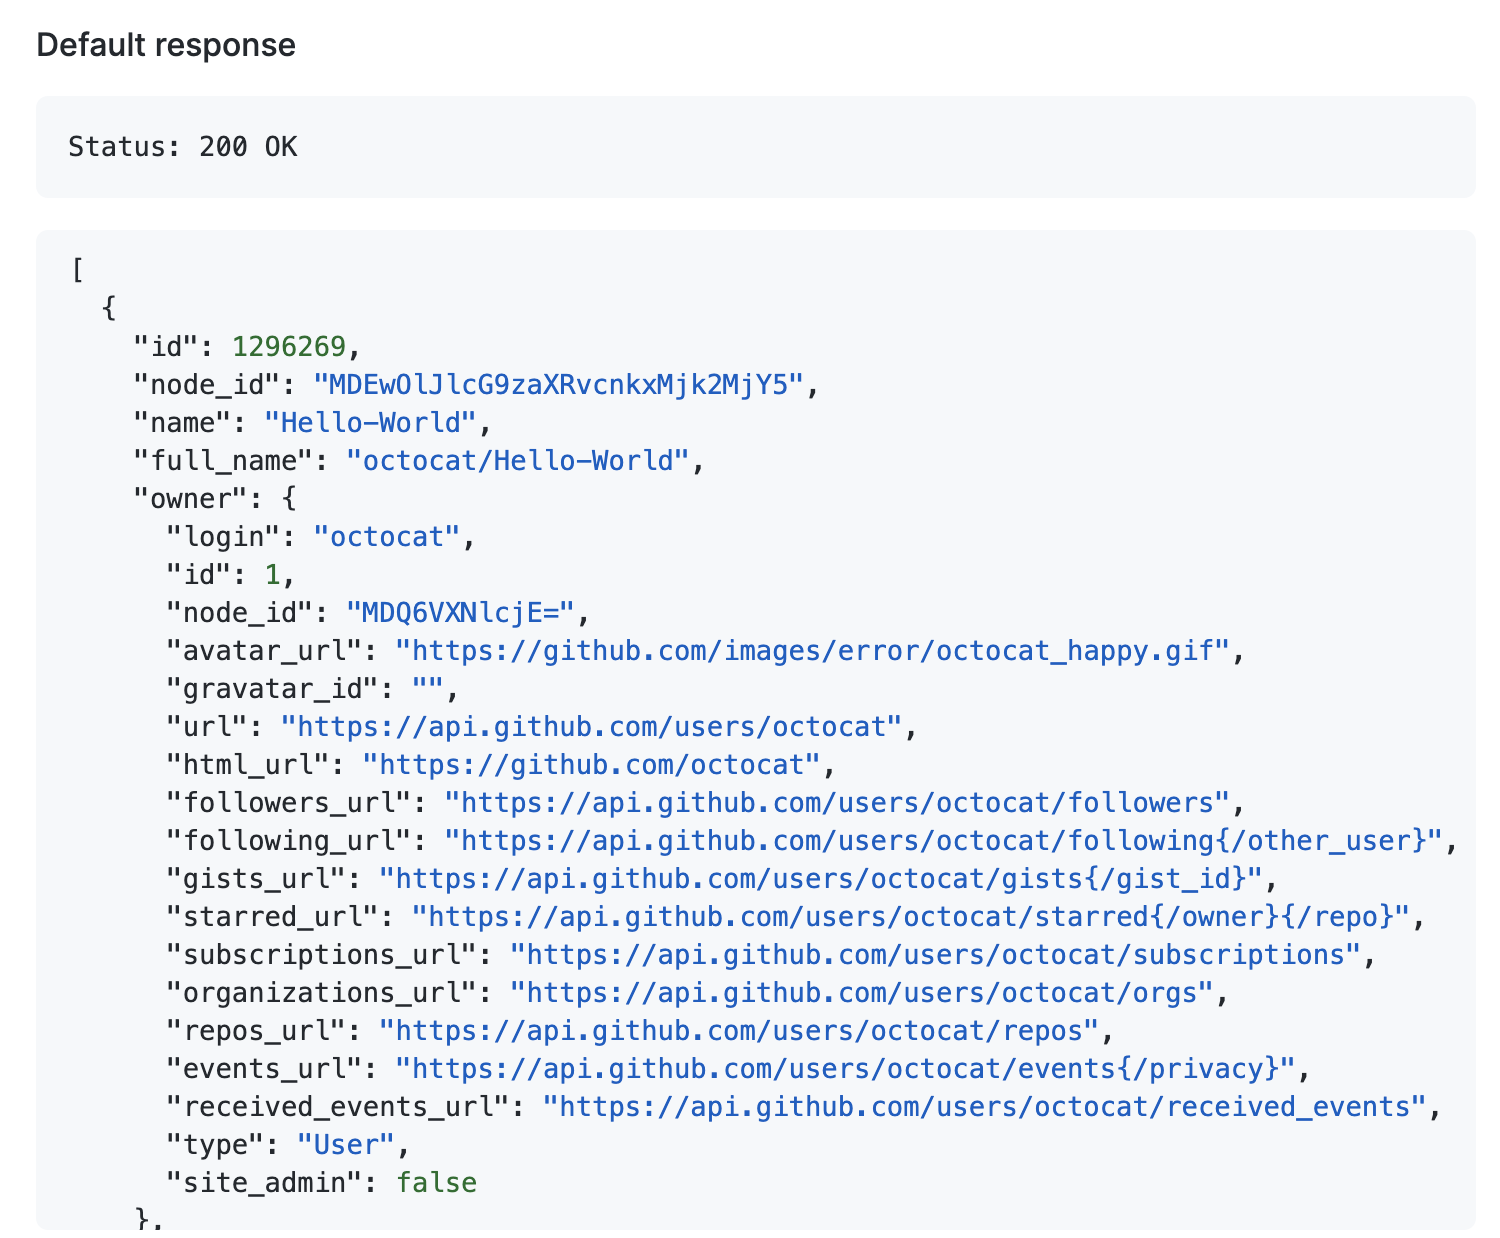 Default response
Status: 200 OK
[
  {
    "id": 1296269,
    "node_id": "MDEwOlJlcG9zaXRvcnkxMjk2MjY5",
    "name": "Hello-World",
    "full_name": "octocat/Hello-World",
    "owner": {
      "login": "octocat",
      "id": 1,
      "node_id": "MDQ6VXNlcjE=",
      "avatar_url": "https://github.com/images/error/octocat_happy.gif",
      "gravatar_id": "",
      "url": "https://api.github.com/users/octocat",
      "html_url": "https://github.com/octocat",
      "followers_url": "https://api.github.com/users/octocat/followers",
      "following_url": "https://api.github.com/users/octocat/following{/other_user}",
      "gists_url": "https://api.github.com/users/octocat/gists{/gist_id}",
      "starred_url": "https://api.github.com/users/octocat/starred{/owner}{/repo}",
      "subscriptions_url": "https://api.github.com/users/octocat/subscriptions",
      "organizations_url": "https://api.github.com/users/octocat/orgs",
      "repos_url": "https://api.github.com/users/octocat/repos",
      "events_url": "https://api.github.com/users/octocat/events{/privacy}",
      "received_events_url": "https://api.github.com/users/octocat/received_events",
      "type": "User",
      "site_admin": false
    },